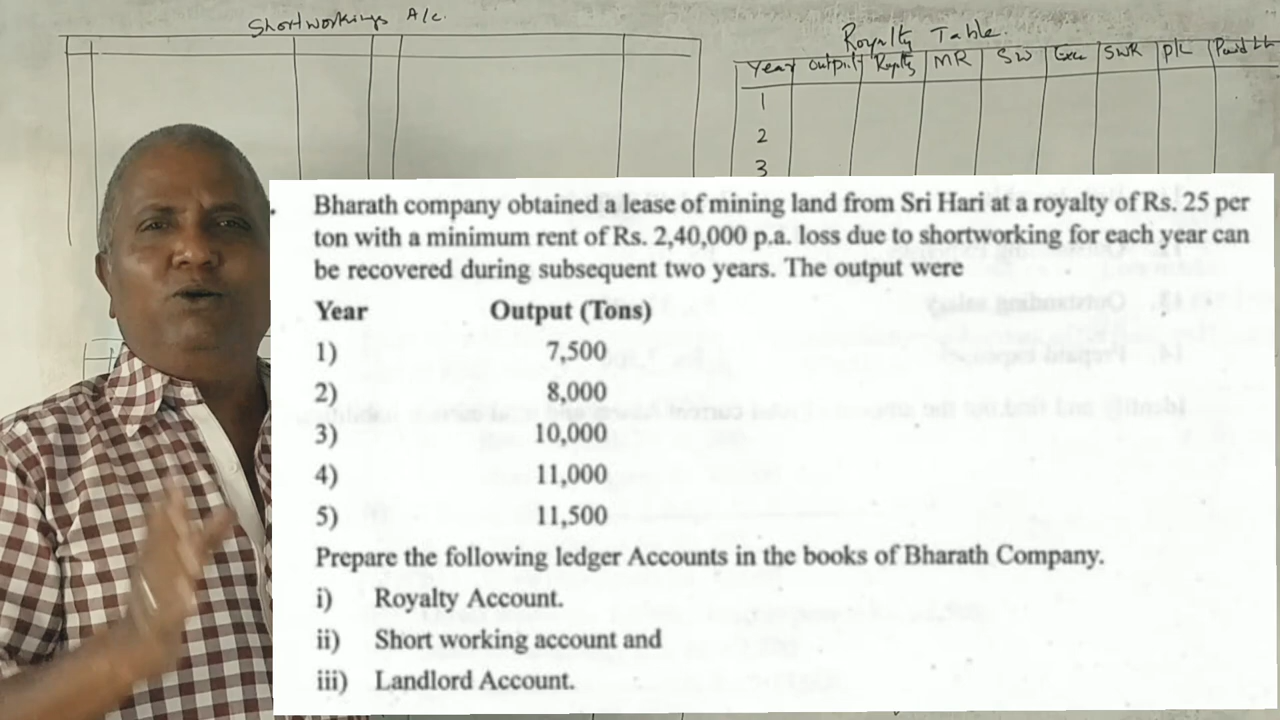 Shortworkings A/c.
Royalty Table.
Year Output Royalty MR SW Exce SWR P/L Paid LL
1
2
3
Bharath company obtained a lease of mining land from Sri Hari at a royalty of Rs. 25 per
ton with a minimum rent of Rs. 2,40,000 p.a. loss due to shortworking for each year can
be recovered during subsequent two years. The output were
Year Output (Tons)
1) 7,500
2) 8,000
3) 10,000
4) 11,000
5) 11,500
Prepare the following ledger Accounts in the books of Bharath Company.
i) Royalty Account.
ii) Short working account and
iii) Landlord Account.